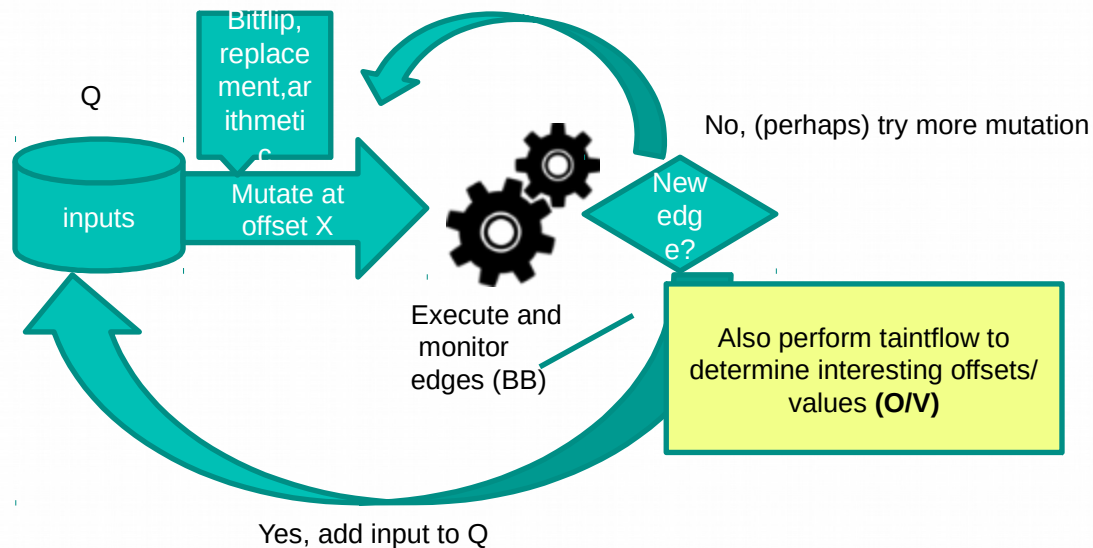 Bitflip,
replace
ment,ar
ithmeti
c
Q
No, (perhaps) try more mutation
inputs
Mutate at
offset X
New
edg
e?
Execute and
monitor
edges (BB)
Also perform taintflow to
determine interesting offsets/
values (O/V)
Yes, add input to Q